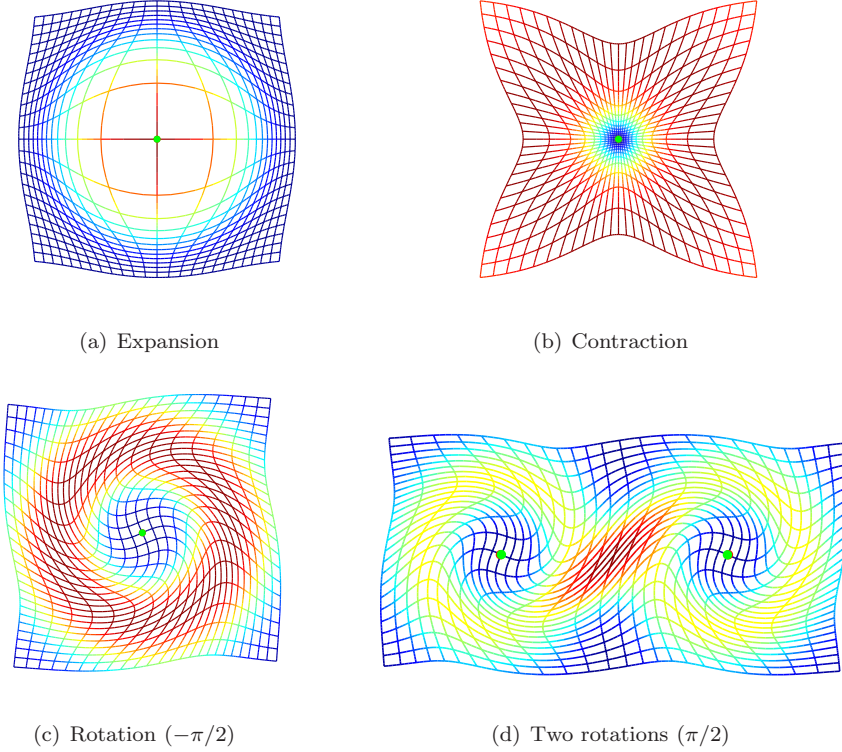 (a) Expansion
(b) Contraction
(c) Rotation (−π/2)
(d) Two rotations (π/2)